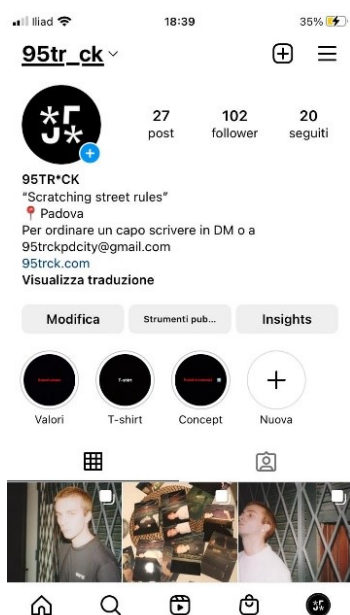 Iliad 18:39 35%
95tr_ck
27 102 20
post follower seguiti
95TR*CK
“Scratching street rules”
Padova
Per ordinare un capo scrivere in DM o a
95trckpdcity@gmail.com
95trck.com
Visualizza traduzione
Modifica Strumenti pub... Insights
T-shirt
Valori T-shirt Concept Nuova